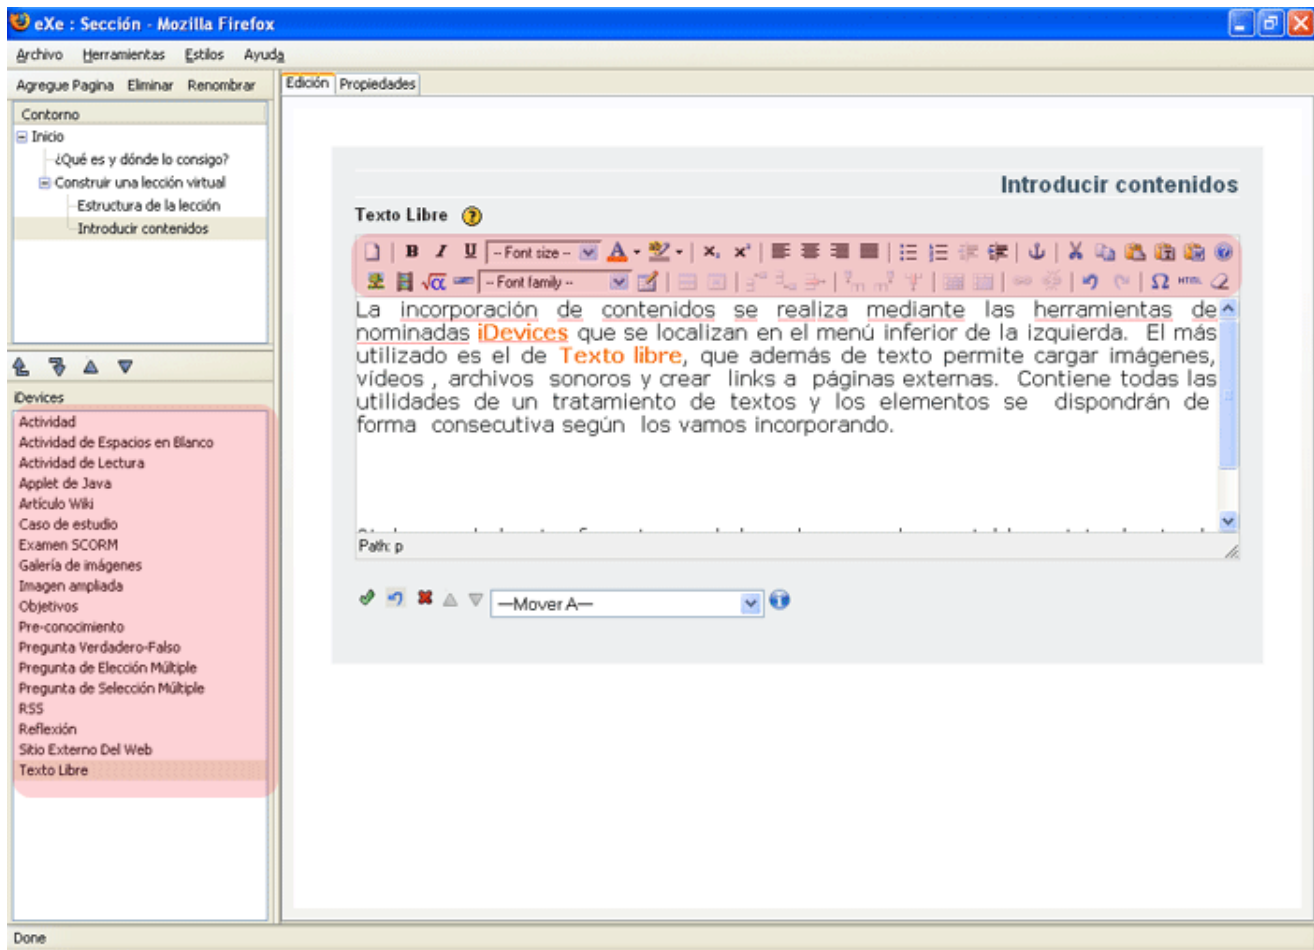 eXe : Sección - Mozilla Firefox
Archivo Herramientas Estilos Ayuda
Agregue Pagina Eliminar Renombrar
Contorno
Inicio
¿Qué es y dónde lo consigo?
Construir una lección virtual
Estructura de la lección
Introducir contenidos
iDevices
Actividad
Actividad de Espacios en Blanco
Actividad de Lectura
Applet de Java
Artículo Wiki
Caso de estudio
Examen SCORM
Galería de imágenes
Imagen ampliada
Objetivos
Pre-conocimiento
Pregunta Verdadero-Falso
Pregunta de Elección Múltiple
Pregunta de Selección Múltiple
RSS
Reflexión
Sitio Externo Del Web
Texto Libre
Edición Propiedades
Introducir contenidos
Texto Libre ?
B I U -- Font size -- A ab x, x'
√α -- Font family -- Ω HTML
La incorporación de contenidos se realiza mediante las herramientas de
nominadas iDevices que se localizan en el menú inferior de la izquierda. El más
utilizado es el de Texto libre, que además de texto permite cargar imágenes,
vídeos , archivos sonoros y crear links a páginas externas. Contiene todas las
utilidades de un tratamiento de textos y los elementos se dispondrán de
forma consecutiva según los vamos incorporando.
Path: p
—Mover A—
Done